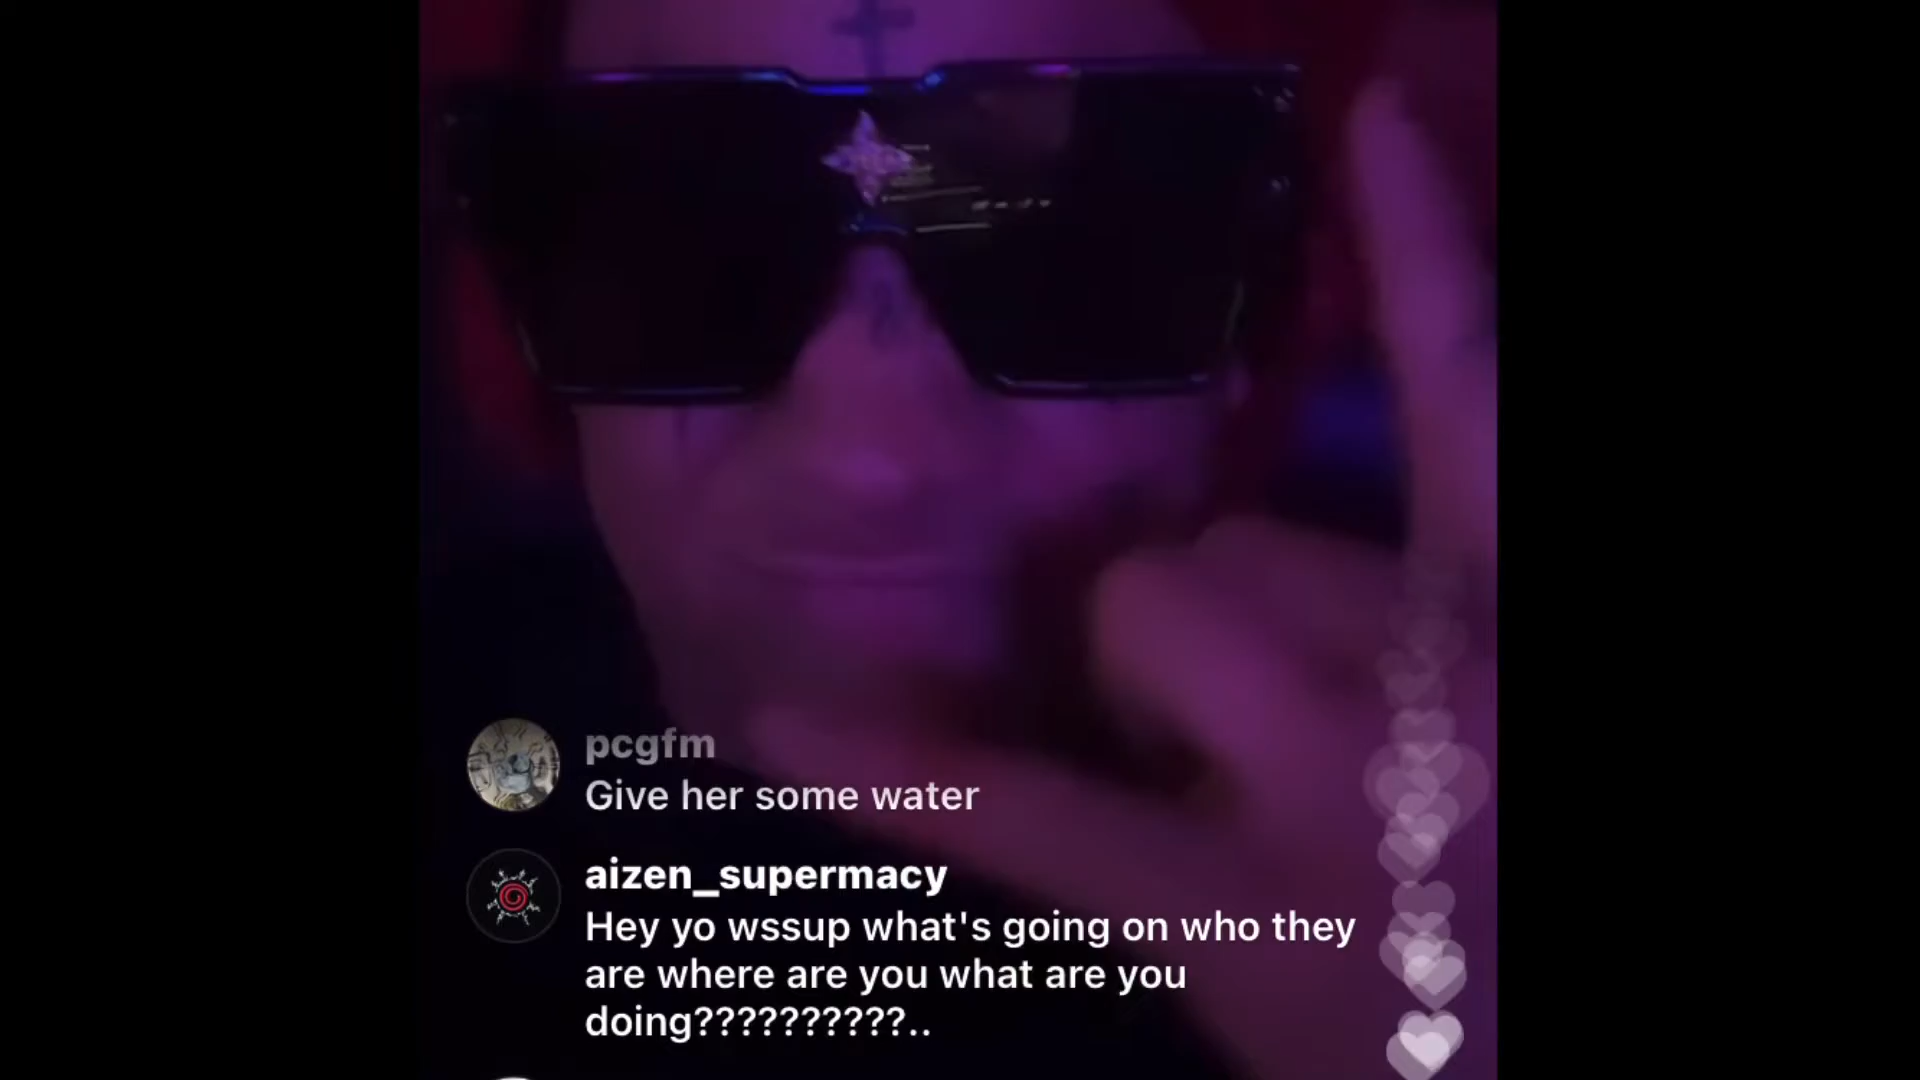 pcgfm
Give her some water
aizen_supermacy
Hey yo wssup what's going on who they
are where are you what are you
doing??????????..